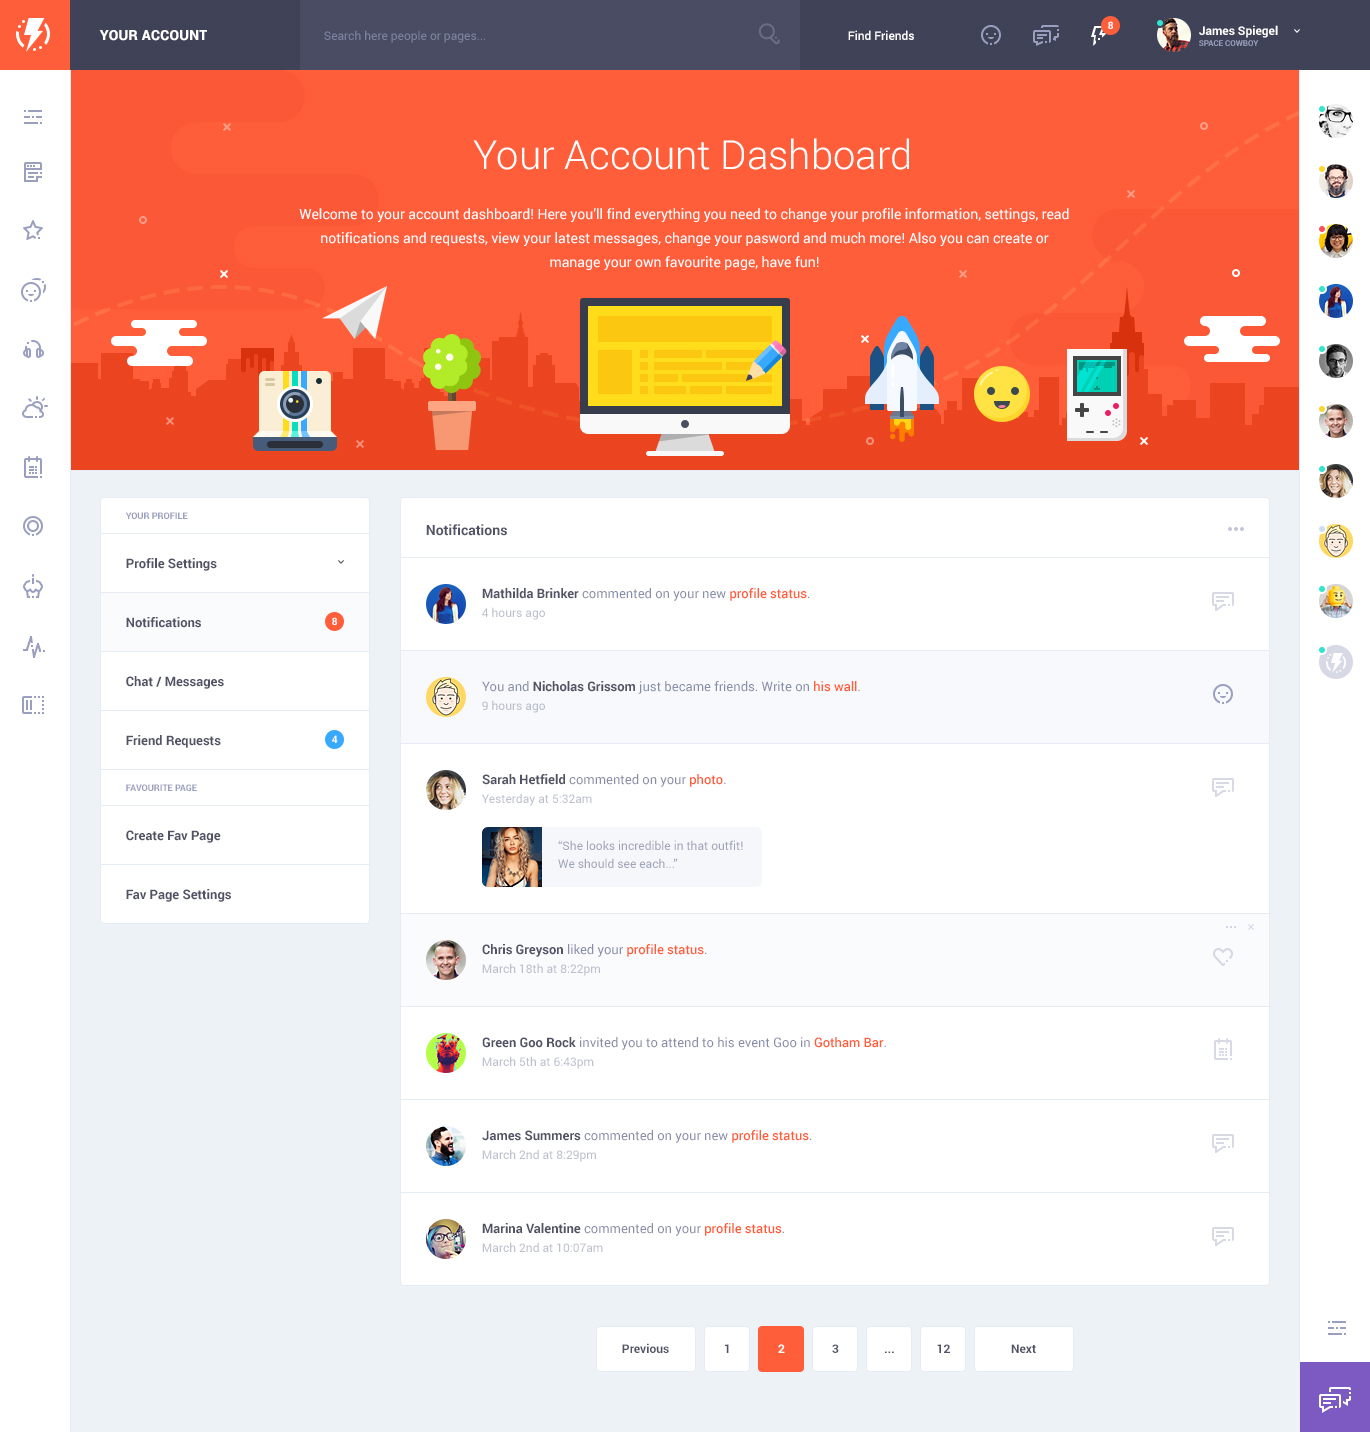 YOUR ACCOUNT
Search here people or pages...
Find Friends
8
James Spiegel
SPACE COWBOY
Your Account Dashboard
Welcome to your account dashboard! Here you'll find everything you need to change your profile information, settings, read
notifications and requests, view your latest messages, change your pasword and much more! Also you can create or
manage your own favourite page, have fun!
YOUR PROFILE
Profile Settings
Notifications
8
Chat / Messages
Friend Requests
4
FAVOURITE PAGE
Create Fav Page
Fav Page Settings
Notifications
Mathilda Brinker commented on your new profile status.
4 hours ago
You and Nicholas Grissom just became friends. Write on his wall.
9 hours ago
Sarah Hetfield commented on your photo.
Yesterday at 5:32am
“She looks incredible in that outfit!
We should see each...”
Chris Greyson liked your profile status.
March 18th at 8:22pm
Green Goo Rock invited you to attend to his event Goo in Gotham Bar.
March 5th at 6:43pm
James Summers commented on your new profile status.
March 2nd at 8:29pm
Marina Valentine commented on your profile status.
March 2nd at 10:07am
Previous
1
2
3
...
12
Next